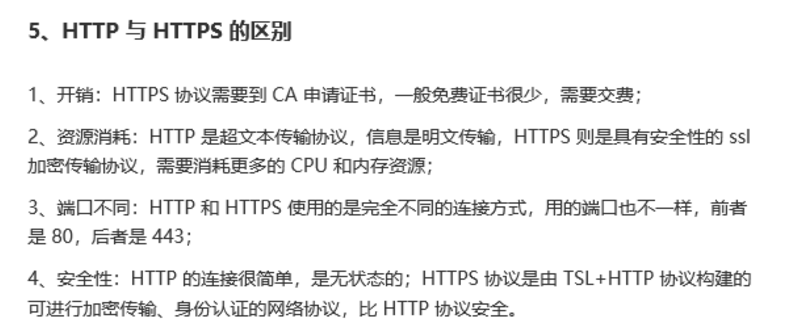 5、HTTP 与 HTTPS 的区别
1、开销：HTTPS 协议需要到 CA 申请证书，一般免费证书很少，需要交费；
2、资源消耗：HTTP 是超文本传输协议，信息是明文传输，HTTPS 则是具有安全性的 ssl
加密传输协议，需要消耗更多的 CPU 和内存资源；
3、端口不同：HTTP 和 HTTPS 使用的是完全不同的连接方式，用的端口也不一样，前者
是 80，后者是 443；
4、安全性：HTTP 的连接很简单，是无状态的；HTTPS 协议是由 TSL+HTTP 协议构建的
可进行加密传输、身份认证的网络协议，比 HTTP 协议安全。